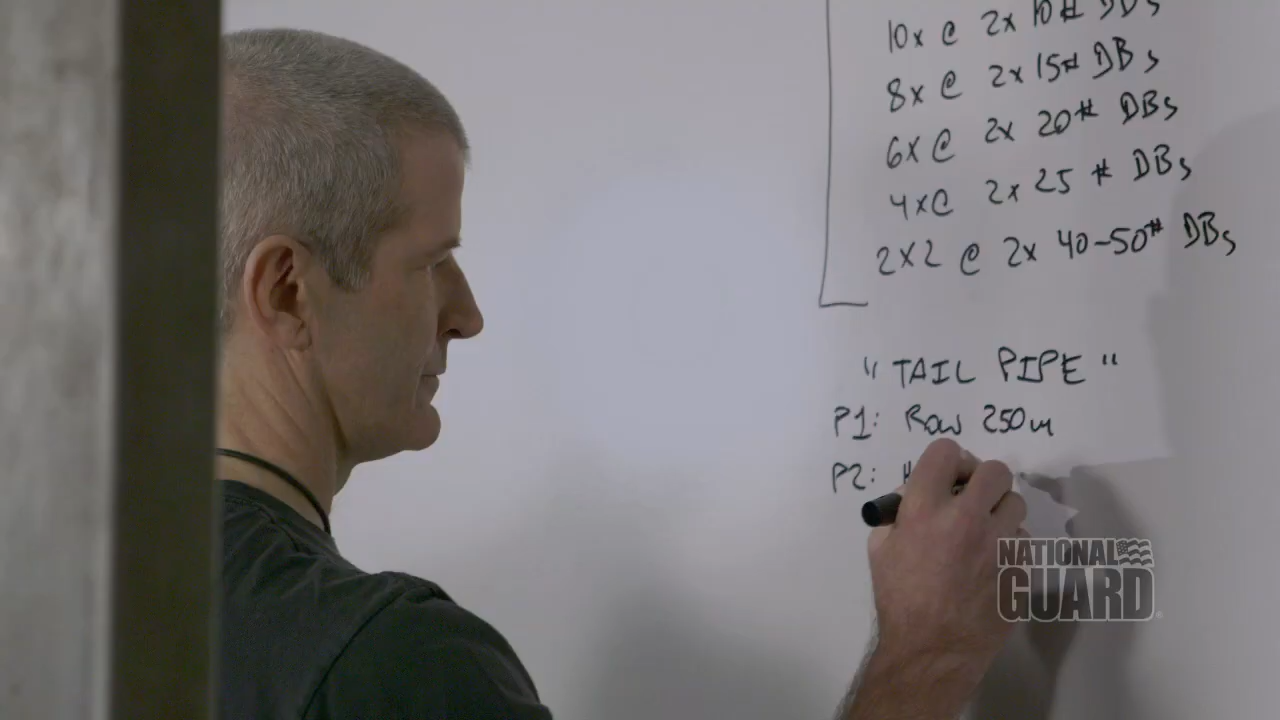 10x @ 2x 10# DBs
8x @ 2x 15# DBs
6x @ 2x 20# DBs
4x @ 2x 25 # DBs
2x2 @ 2x 40-50# DBs
" TAIL PIPE "
P1: Row 250m
P2: H
NATIONAL
GUARD